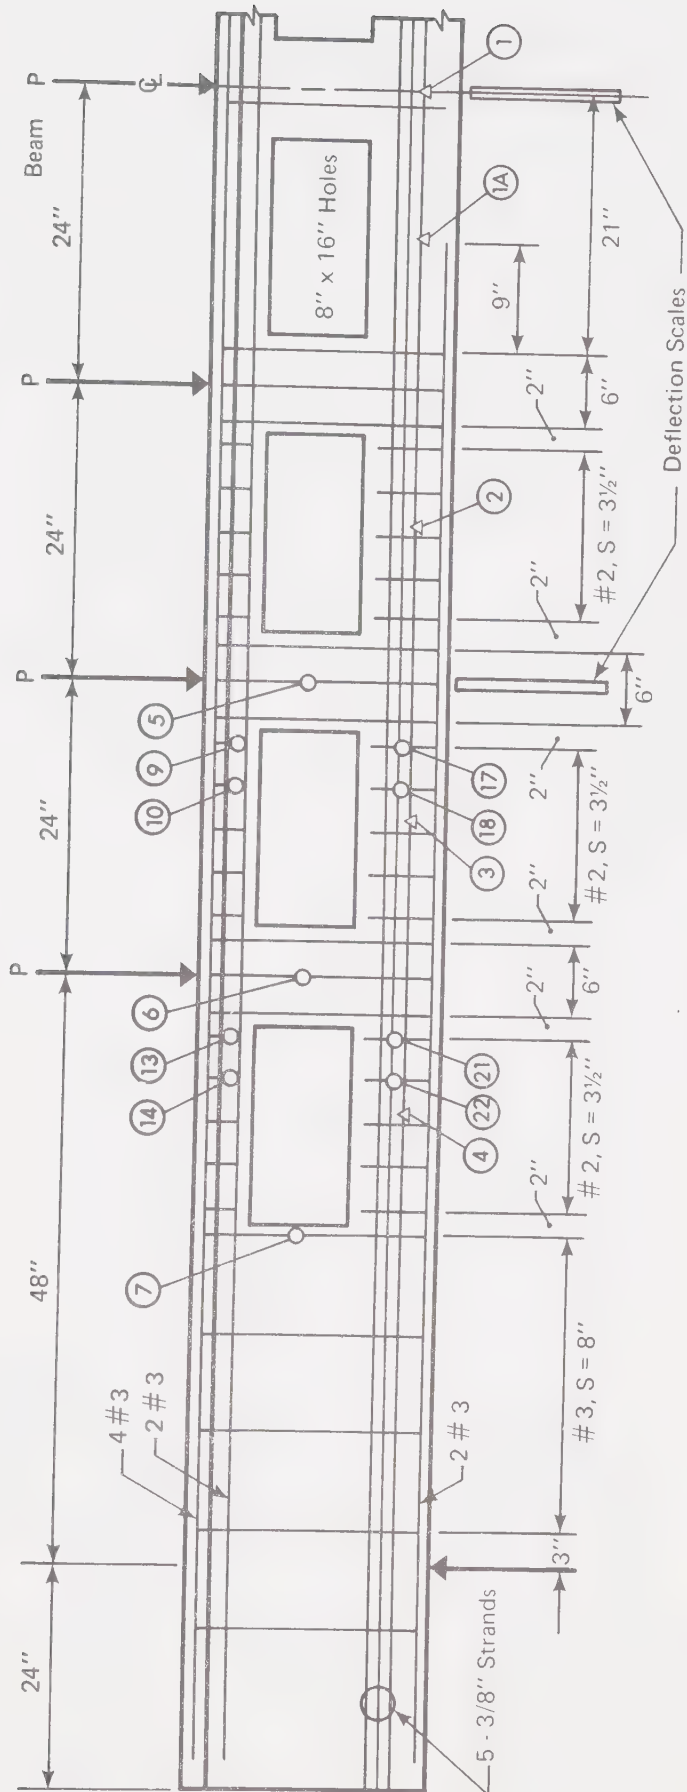 24"
48"
24"
24"
24"
24"
Beam
P
P
P
P
℄
4 # 3
2 # 3
7
14
13
6
10
9
5
8" x 16" Holes
1A
1
2
3
18
17
4
22
21
2 # 3
5 - 3/8" Strands
3"
# 3, S = 8"
2"
# 2, S = 3½"
2"
6"
2"
# 2, S = 3½"
2"
6"
2"
# 2, S = 3½"
2"
6"
9"
21"
Deflection Scales